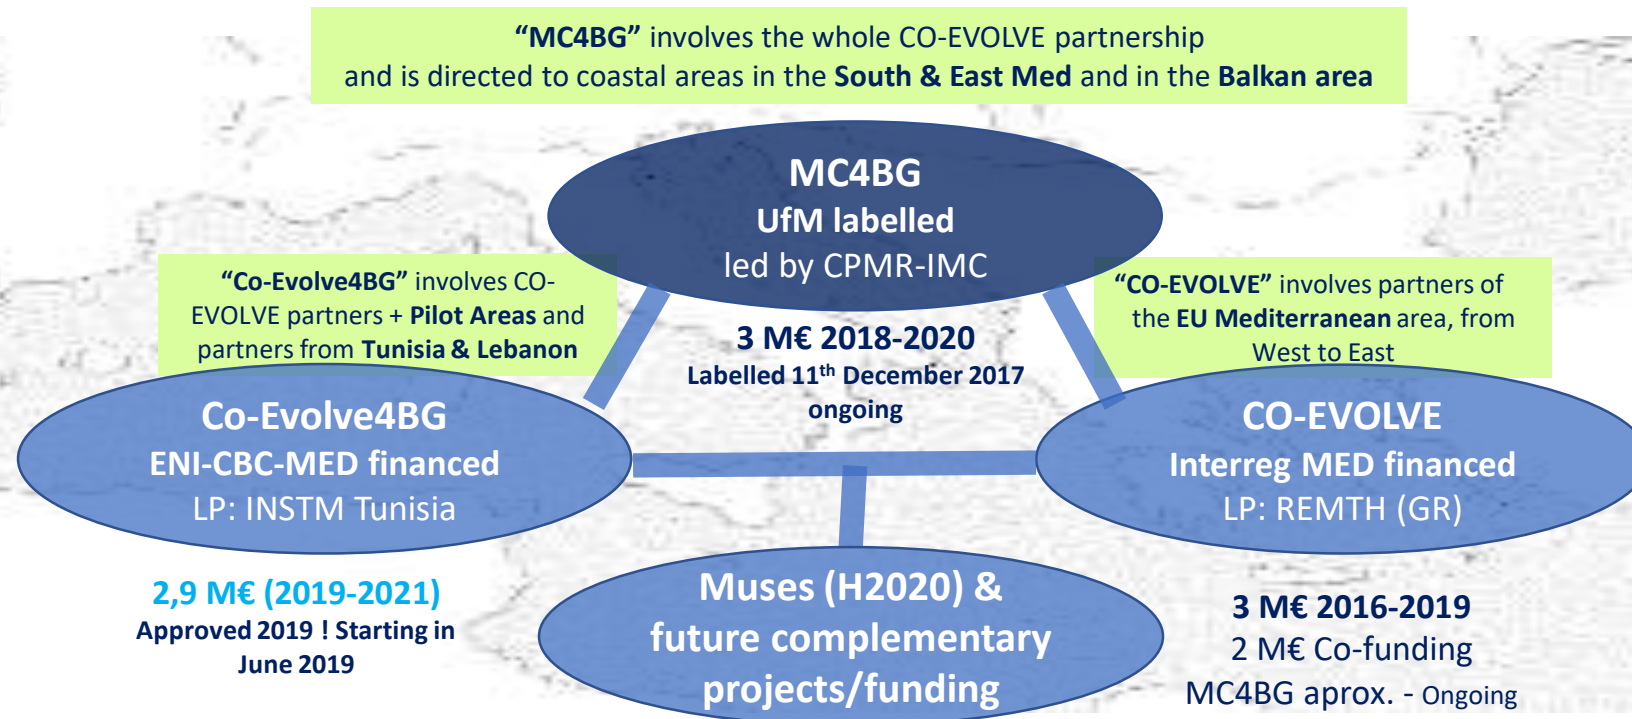 “MC4BG” involves the whole CO-EVOLVE partnership
and is directed to coastal areas in the South & East Med and in the Balkan area
MC4BG
UfM labelled
led by CPMR-IMC
“Co-Evolve4BG” involves CO-
EVOLVE partners + Pilot Areas and
partners from Tunisia & Lebanon
3 M€ 2018-2020
Labelled 11th December 2017
ongoing
“CO-EVOLVE” involves partners of
the EU Mediterranean area, from
West to East
Co-Evolve4BG
ENI-CBC-MED financed
LP: INSTM Tunisia
CO-EVOLVE
Interreg MED financed
LP: REMTH (GR)
2,9 M€ (2019-2021)
Approved 2019 ! Starting in
June 2019
Muses (H2020) &
future complementary
projects/funding
3 M€ 2016-2019
2 M€ Co-funding
MC4BG aprox. - Ongoing